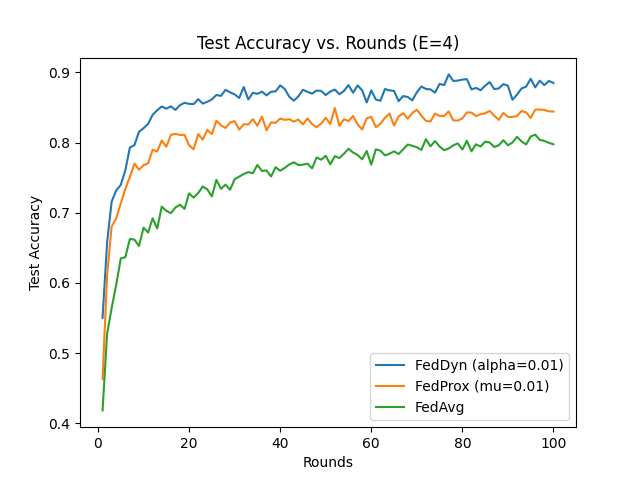 Test Accuracy vs. Rounds (E=4)
0.9
0.8
0.7
0.6
0.5
0.4
Test Accuracy
0 20 40 60 80 100
Rounds
FedDyn (alpha=0.01)
FedProx (mu=0.01)
FedAvg